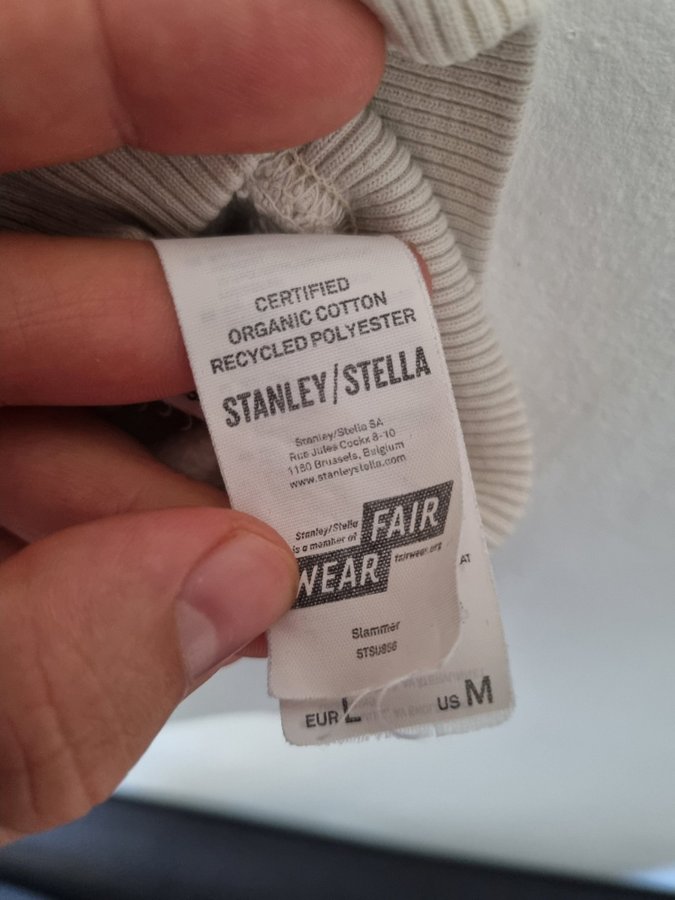 CERTIFIED
ORGANIC COTTON
RECYCLED POLYESTER
STANLEY/STELLA
Stanley/Stella SA
Rue Jules Cockx 8-10
1160 Brussels, Belgium
www.stanleystella.com
Stanley/Stella
is a member of
FAIR
WEAR
fairwear.org
Slammer
STSU856
AT
EUR L
US M